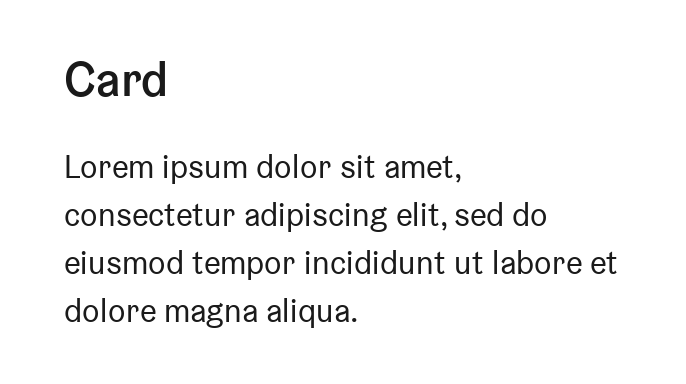 Card
Lorem ipsum dolor sit amet,
consectetur adipiscing elit, sed do
eiusmod tempor incididunt ut labore et
dolore magna aliqua.